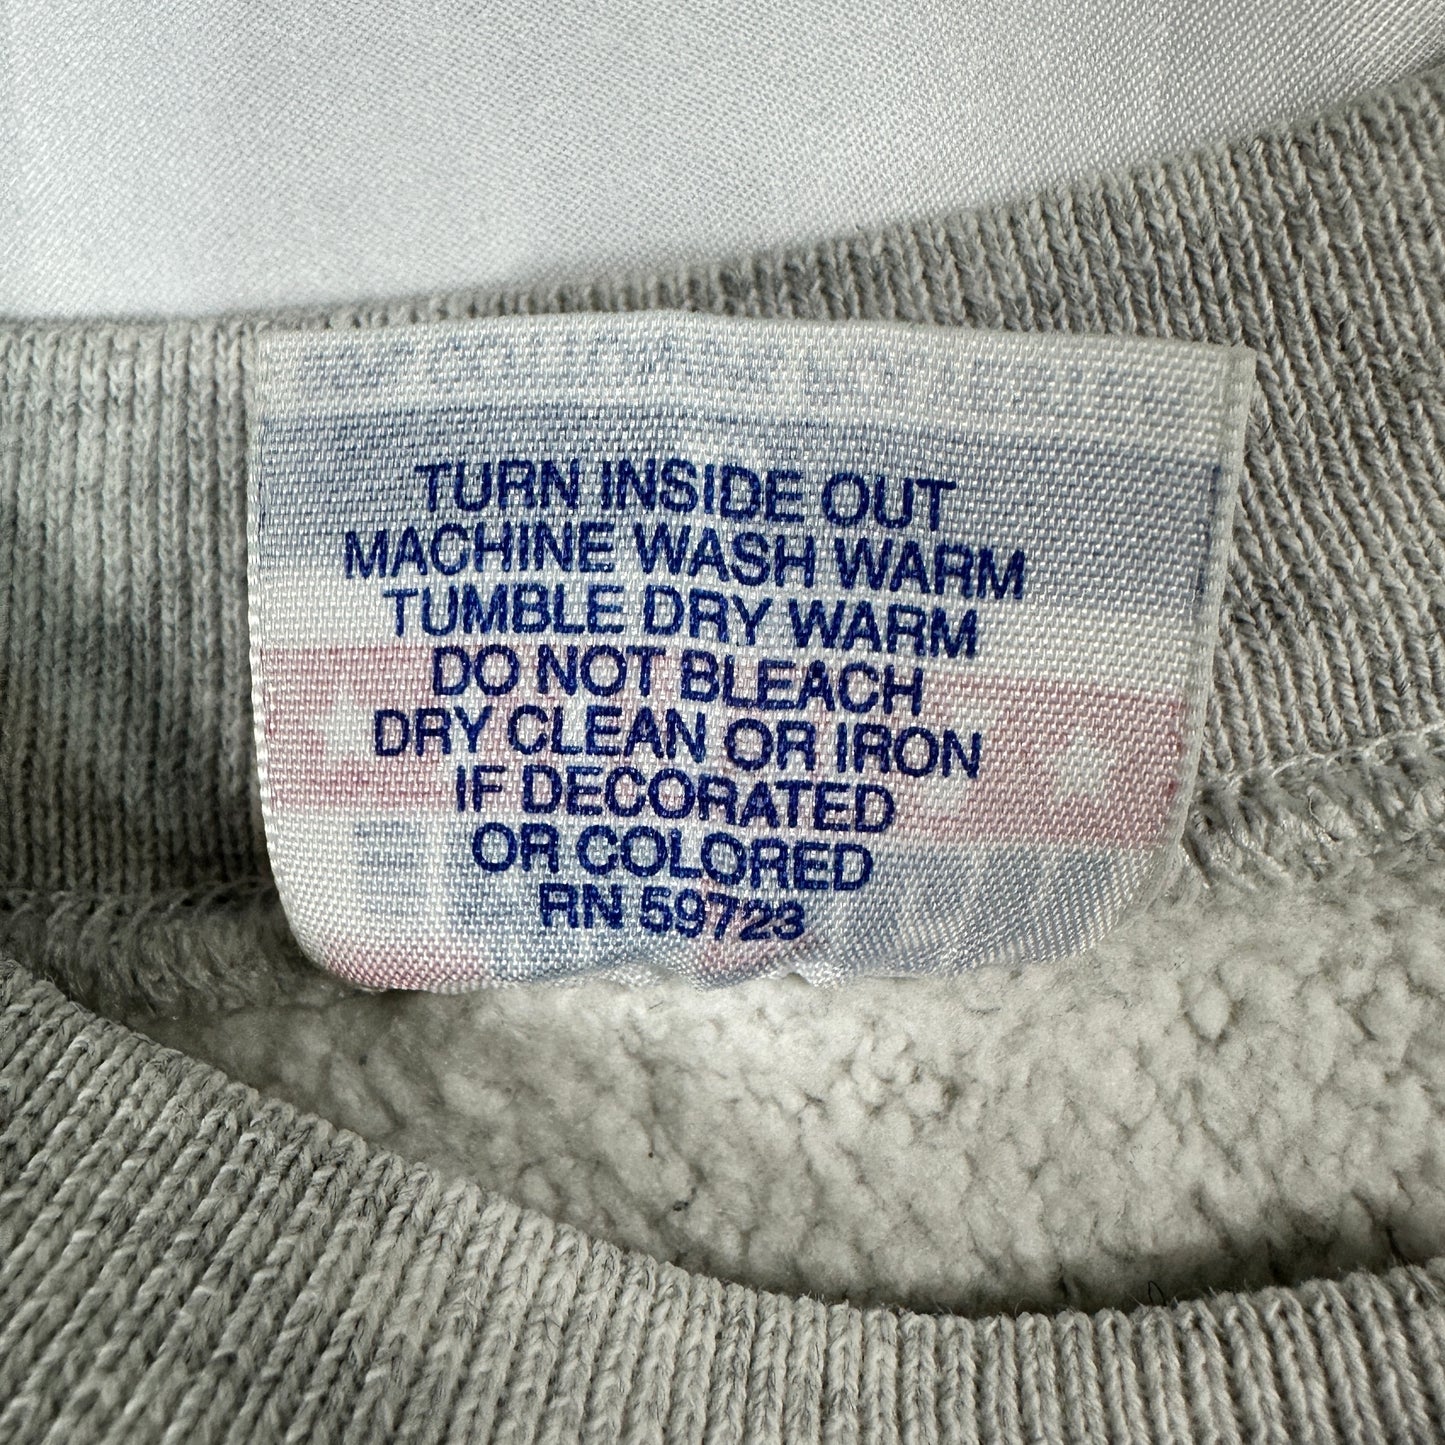 TURN INSIDE OUT
MACHINE WASH WARM
TUMBLE DRY WARM
DO NOT BLEACH
DRY CLEAN OR IRON
IF DECORATED
OR COLORED
RN 59723